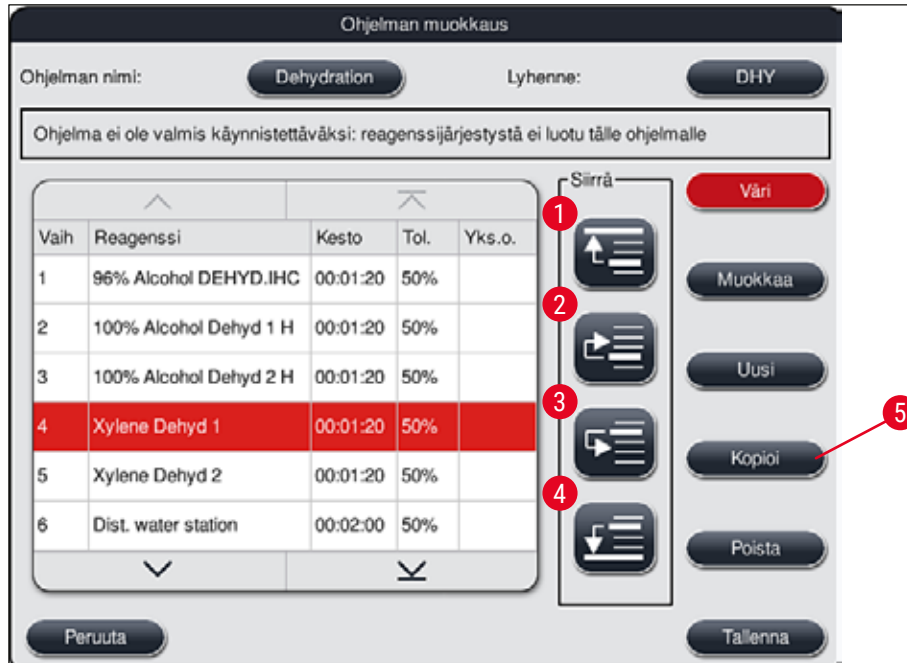 Ohjelman muokkaus
Ohjelman nimi: Dehydration Lyhenne: DHY
Ohjelma ei ole valmis käynnistettäväksi: reagenssijärjestystä ei luotu tälle ohjelmalle
Siirrä Väri
1
Vaih Reagenssi Kesto Tol. Yks.o.
1 96% Alcohol DEHYD.IHC 00:01:20 50% Muokkaa
2
2 100% Alcohol Dehyd 1 H 00:01:20 50%
3 100% Alcohol Dehyd 2 H 00:01:20 50% Uusi
3
4 Xylene Dehyd 1 00:01:20 50% 5
5 Xylene Dehyd 2 00:01:20 50% Kopioi
4
6 Dist. water station 00:02:00 50% Poista
Peruuta Tallenna